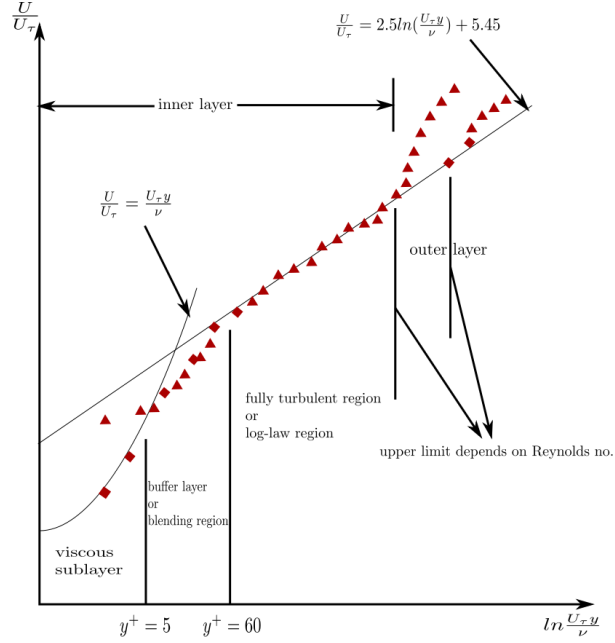 U/U_τ
U/U_τ = 2.5ln(U_τ y/ν) + 5.45
inner layer
U/U_τ = U_τ y/ν
outer layer
fully turbulent region
or
log-law region
upper limit depends on Reynolds no.
buffer layer
or
blending region
viscous
sublayer
y⁺ = 5
y⁺ = 60
ln U_τ y/ν